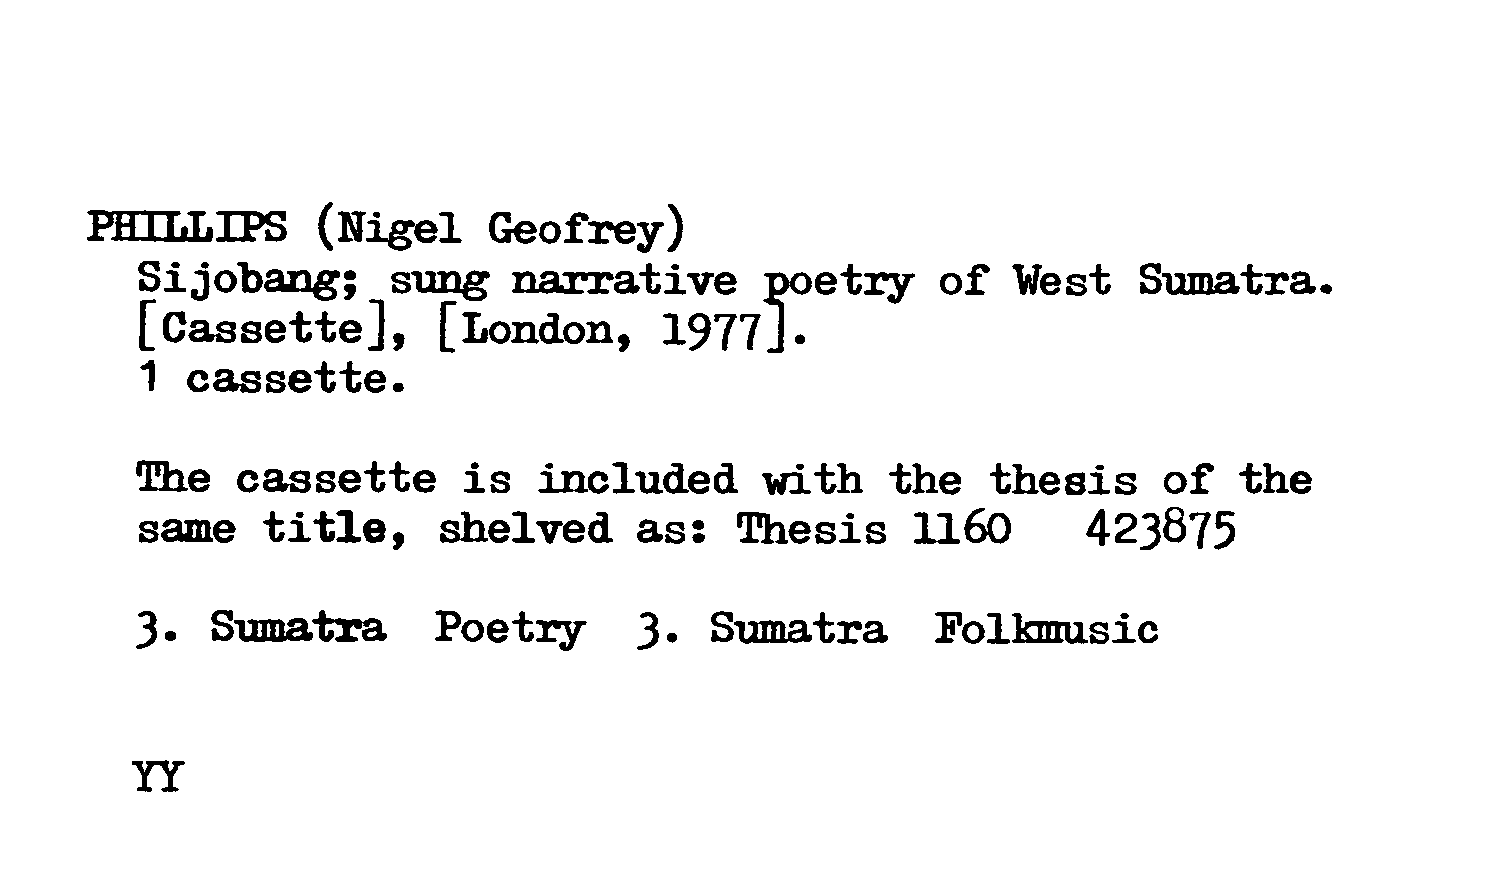 PHILLIPS (Nigel Geofrey)
Sijobang; sung narrative poetry of West Sumatra.
[Cassette], [London, 1977].
1 cassette.
The cassette is included with the thesis of the
same title, shelved as: Thesis 1160 423875
3. Sumatra Poetry 3. Sumatra Folkmusic
YY